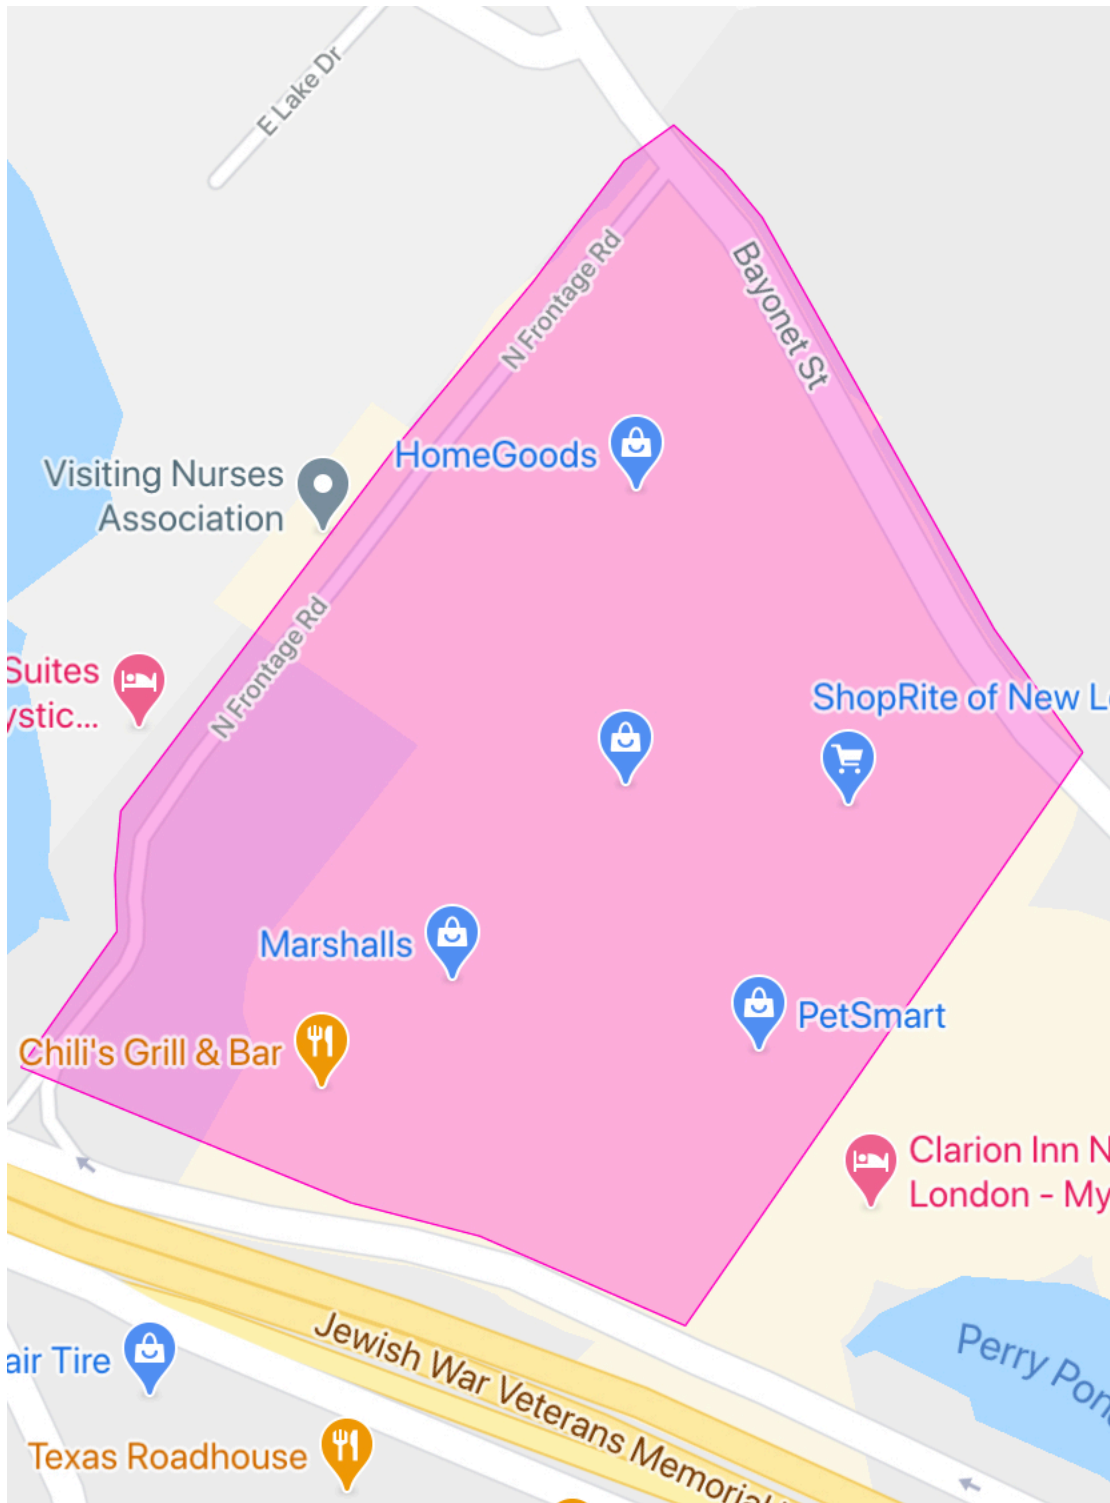 E Lake Dr
N Frontage Rd
Bayonet St
HomeGoods
Visiting Nurses
Association
N Frontage Rd
Suites
ystic...
ShopRite of New L
Marshalls
PetSmart
Chili's Grill & Bar
Clarion Inn N
London - My
Jewish War Veterans Memorial
air Tire
Perry Pon
Texas Roadhouse